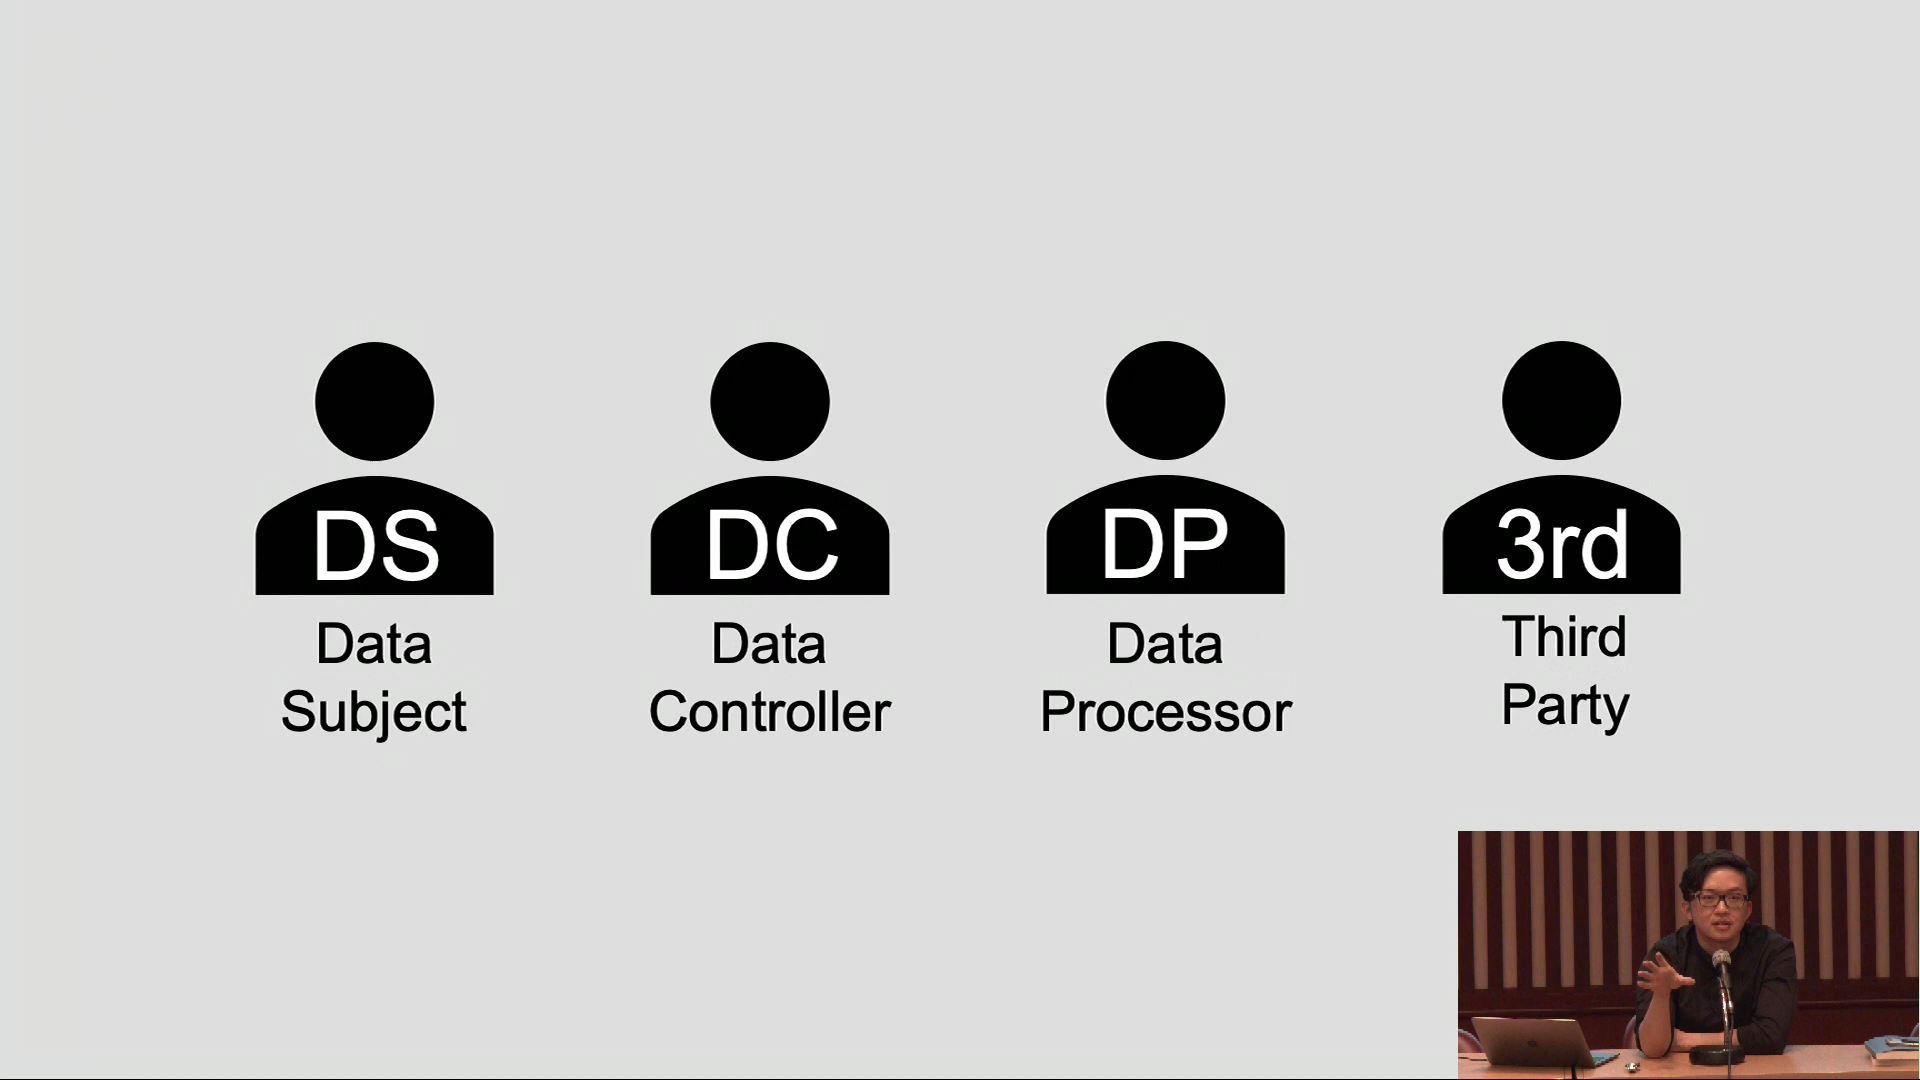 DS
Data
Subject
DC
Data
Controller
DP
Data
Processor
3rd
Third
Party